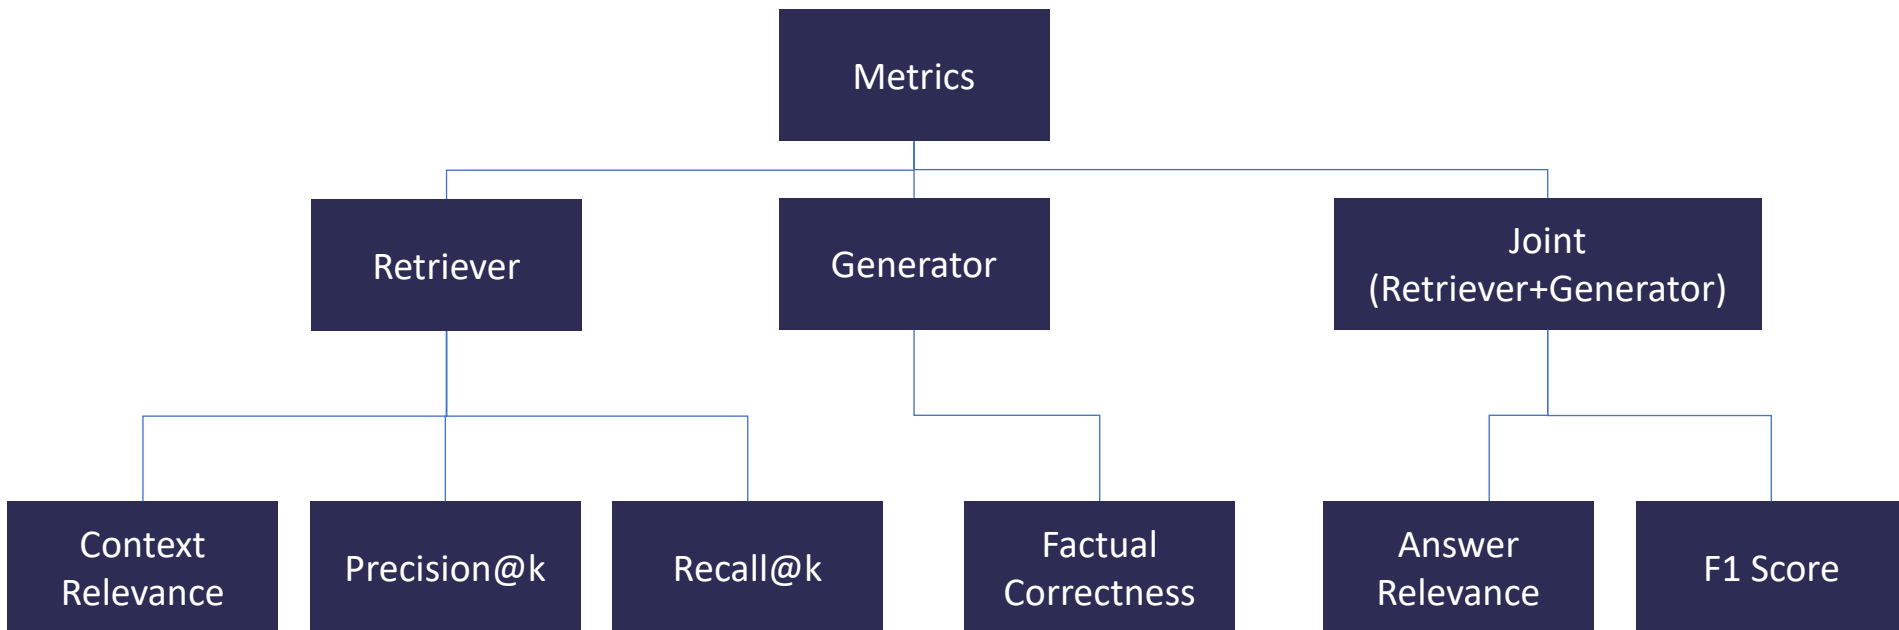 Metrics
Retriever
Generator
Joint
(Retriever+Generator)
Context
Relevance
Precision@k
Recall@k
Factual
Correctness
Answer
Relevance
F1 Score